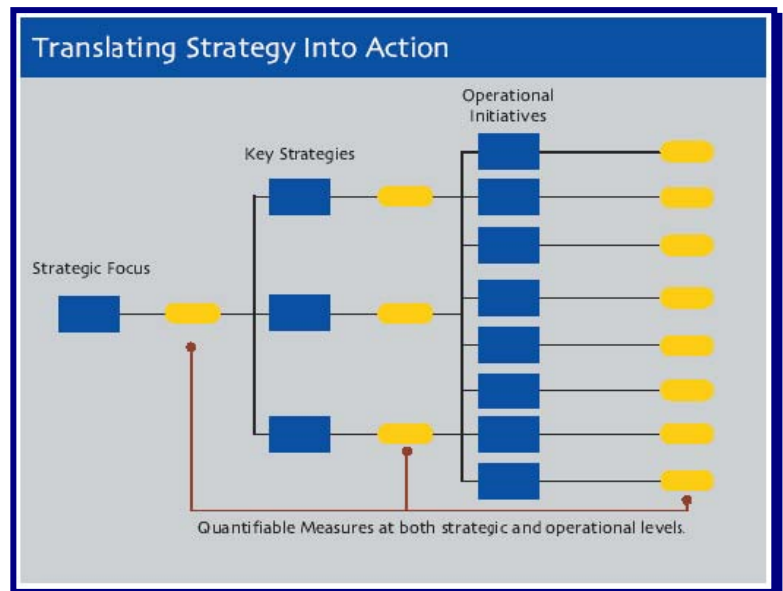 Translating Strategy Into Action
Operational
Initiatives
Key Strategies
Strategic Focus
Quantifiable Measures at both strategic and operational levels.